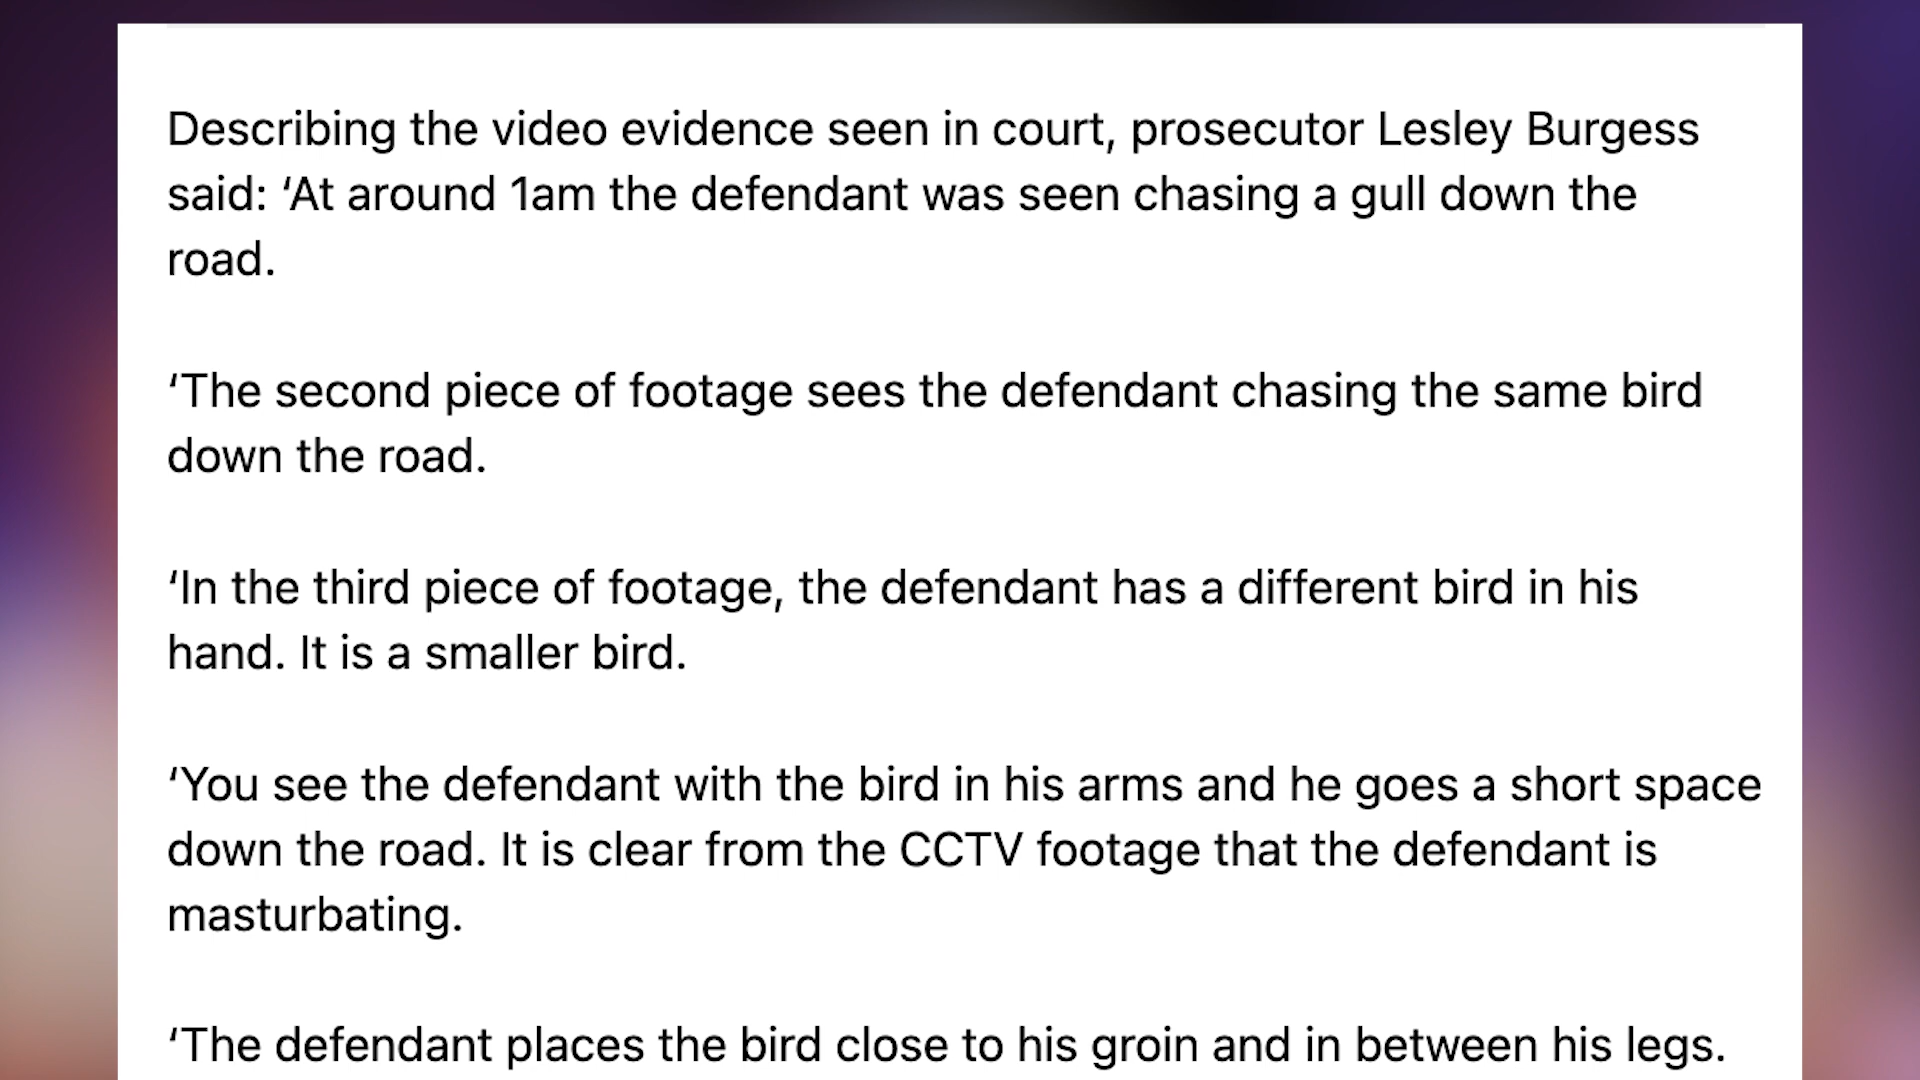 Describing the video evidence seen in court, prosecutor Lesley Burgess
said: ‘At around 1am the defendant was seen chasing a gull down the
road.
‘The second piece of footage sees the defendant chasing the same bird
down the road.
‘In the third piece of footage, the defendant has a different bird in his
hand. It is a smaller bird.
‘You see the defendant with the bird in his arms and he goes a short space
down the road. It is clear from the CCTV footage that the defendant is
masturbating.
‘The defendant places the bird close to his groin and in between his legs.